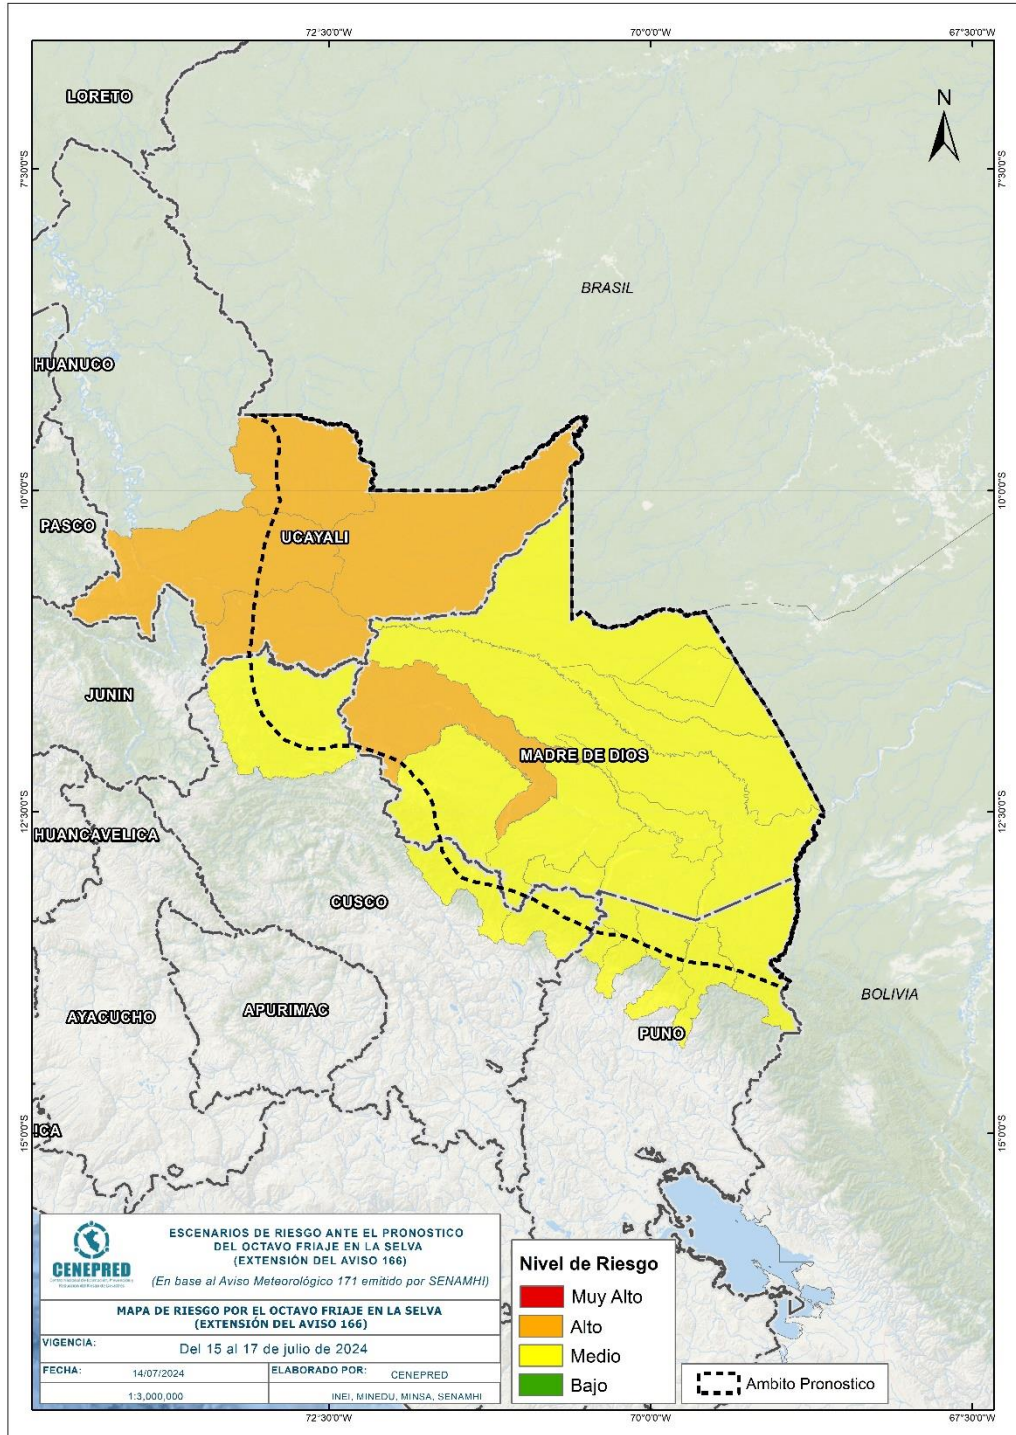 72°30'0"W
70°0'0"W
67°30'0"W
LORETO
N
7°30'0"S
7°30'0"S
BRASIL
HUANUCO
10°0'0"S
10°0'0"S
PASCO
UCAYALI
JUNIN
MADRE DE DIOS
12°30'0"S
12°30'0"S
HUANCAVELICA
CUSCO
BOLIVIA
AYACUCHO
APURIMAC
PUNO
ICA
15°0'0"S
15°0'0"S
CENEPRED
ESCENARIOS DE RIESGO ANTE EL PRONOSTICO
DEL OCTAVO FRIAJE EN LA SELVA
(EXTENSIÓN DEL AVISO 166)
(En base al Aviso Meteorológico 171 emitido por SENAMHI)
MAPA DE RIESGO POR EL OCTAVO FRIAJE EN LA SELVA
(EXTENSIÓN DEL AVISO 166)
VIGENCIA:
Del 15 al 17 de julio de 2024
FECHA:
14/07/2024
ELABORADO POR:
CENEPRED
1:3,000,000
INEI, MINEDU, MINSA, SENAMHI
Nivel de Riesgo
Muy Alto
Alto
Medio
Bajo
Ambito Pronostico
72°30'0"W
70°0'0"W
67°30'0"W